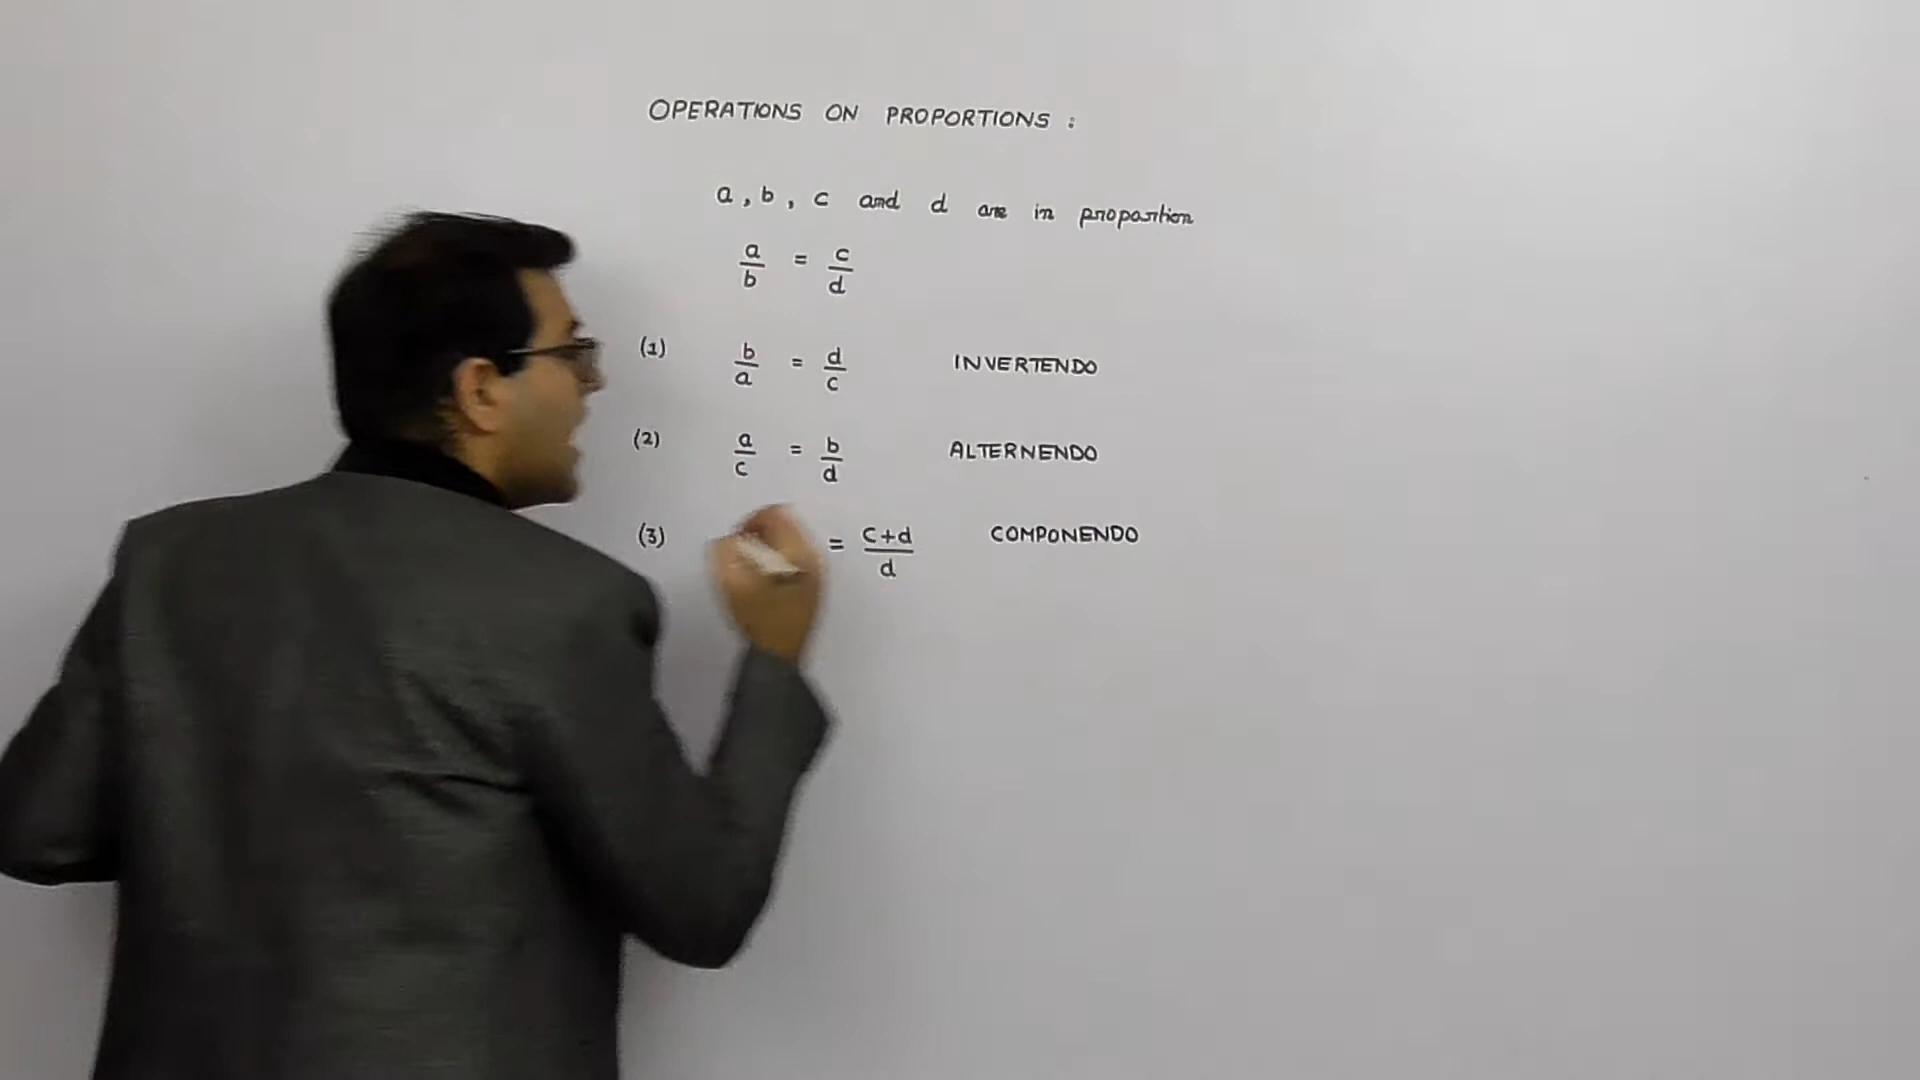 OPERATIONS ON PROPORTIONS :
a , b , c and d are in proportion
a/b = c/d
(1) b/a = d/c INVERTENDO
(2) a/c = b/d ALTERNENDO
(3) = c+d/d COMPONENDO